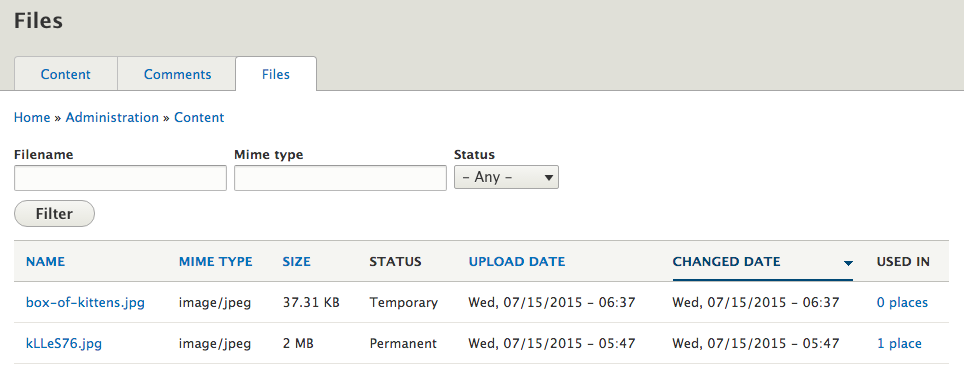 Files
Content Comments Files
Home » Administration » Content
Filename Mime type Status
- Any -
Filter
NAME MIME TYPE SIZE STATUS UPLOAD DATE CHANGED DATE USED IN
box-of-kittens.jpg image/jpeg 37.31 KB Temporary Wed, 07/15/2015 - 06:37 Wed, 07/15/2015 - 06:37 0 places
kLLeS76.jpg image/jpeg 2 MB Permanent Wed, 07/15/2015 - 05:47 Wed, 07/15/2015 - 05:47 1 place